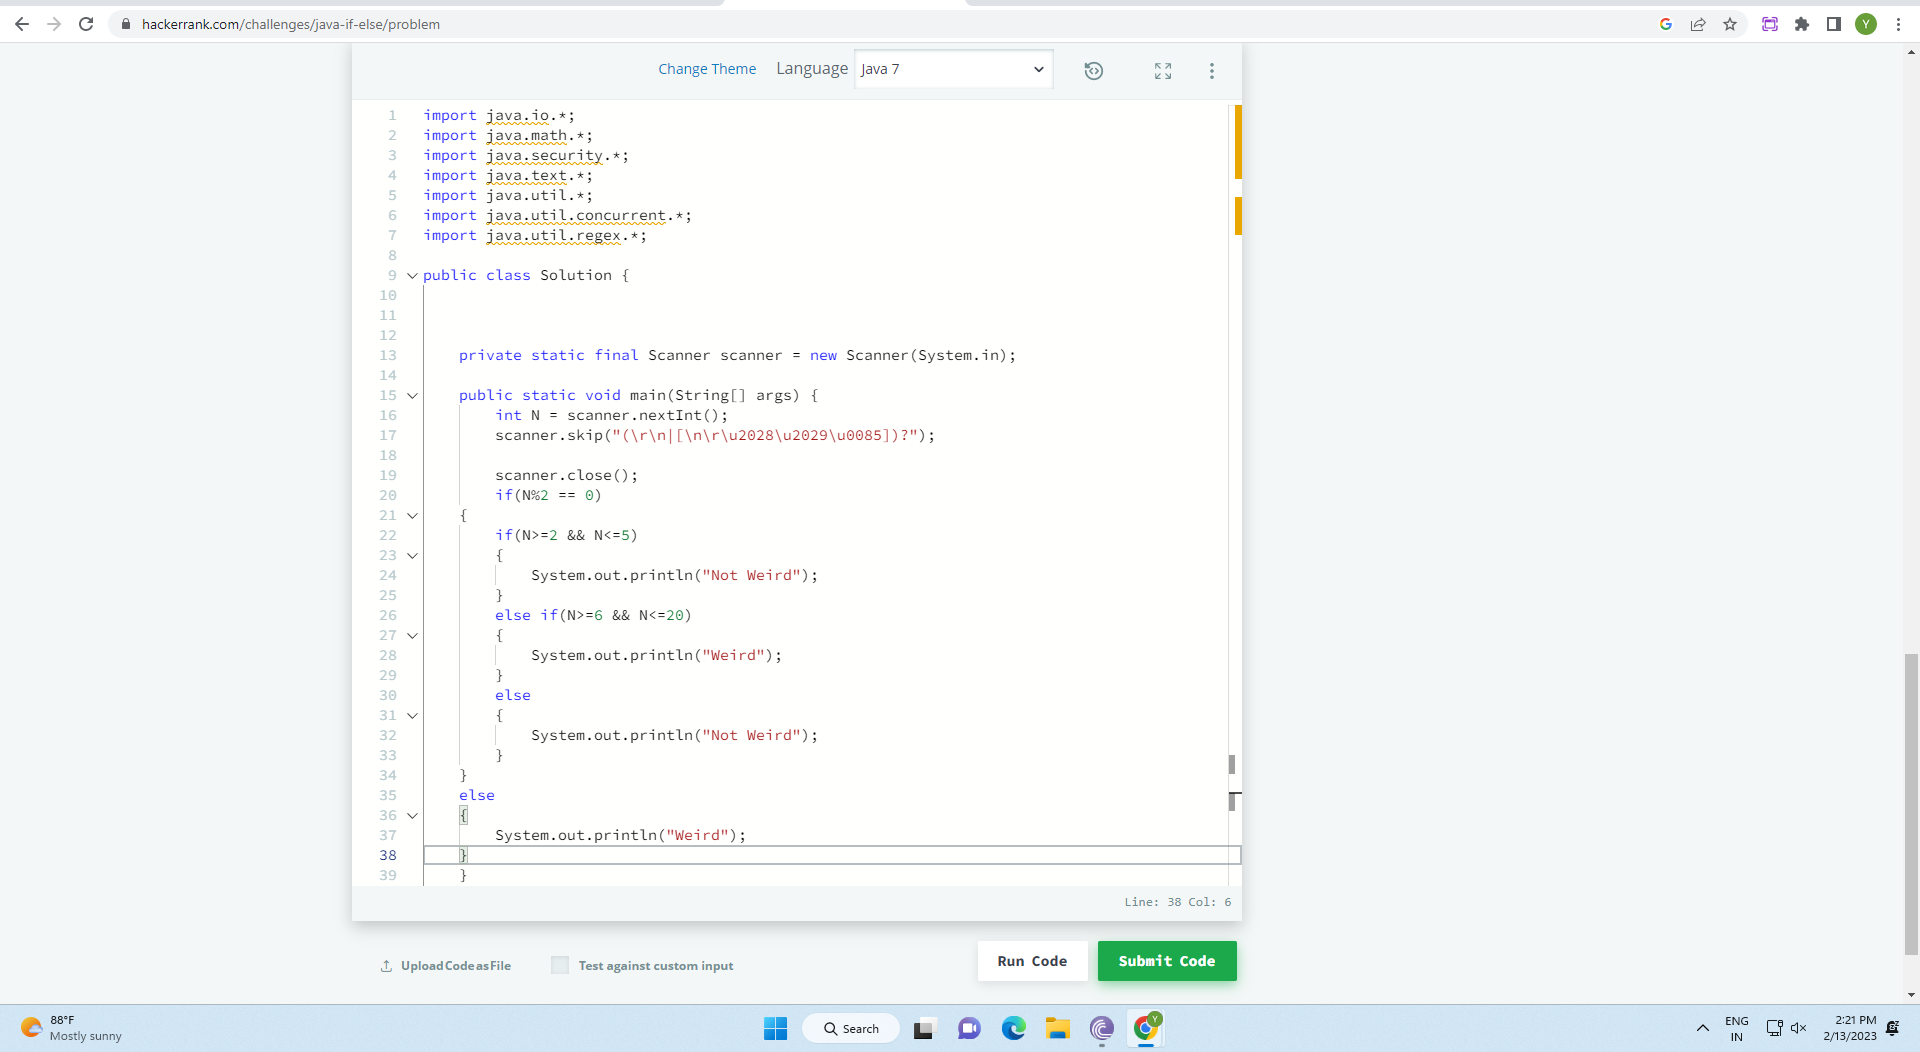 hackerrank.com/challenges/java-if-else/problem
Y
Change Theme Language Java 7
1 import java.io.*;
2 import java.math.*;
3 import java.security.*;
4 import java.text.*;
5 import java.util.*;
6 import java.util.concurrent.*;
7 import java.util.regex.*;
8
9 public class Solution {
10
11
12
13 private static final Scanner scanner = new Scanner(System.in);
14
15 public static void main(String[] args) {
16 int N = scanner.nextInt();
17 scanner.skip("(\r\n|[\n\r\u2028\u2029\u0085])?");
18
19 scanner.close();
20 if(N%2 == 0)
21 {
22 if(N>=2 && N<=5)
23 {
24 System.out.println("Not Weird");
25 }
26 else if(N>=6 && N<=20)
27 {
28 System.out.println("Weird");
29 }
30 else
31 {
32 System.out.println("Not Weird");
33 }
34 }
35 else
36 {
37 System.out.println("Weird");
38 }
39 }
Line: 38 Col: 6
Upload Code as File Test against custom input Run Code Submit Code
88°F
Mostly sunny
Search
Y
ENG
IN
2:21 PM
2/13/2023